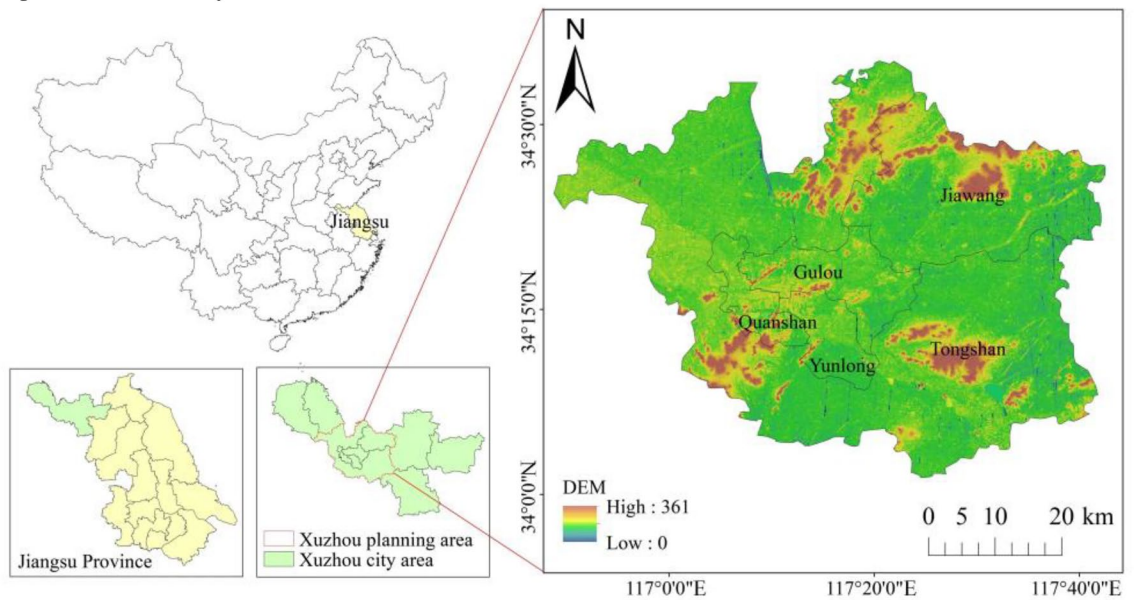 Jiangsu
Jiangsu Province
Xuzhou planning area
Xuzhou city area
N
34°30'0"N
34°15'0"N
34°0'0"N
Jiawang
Gulou
Quanshan
Yunlong
Tongshan
DEM
High : 361
Low : 0
0 5 10 20 km
117°0'0"E 117°20'0"E 117°40'0"E